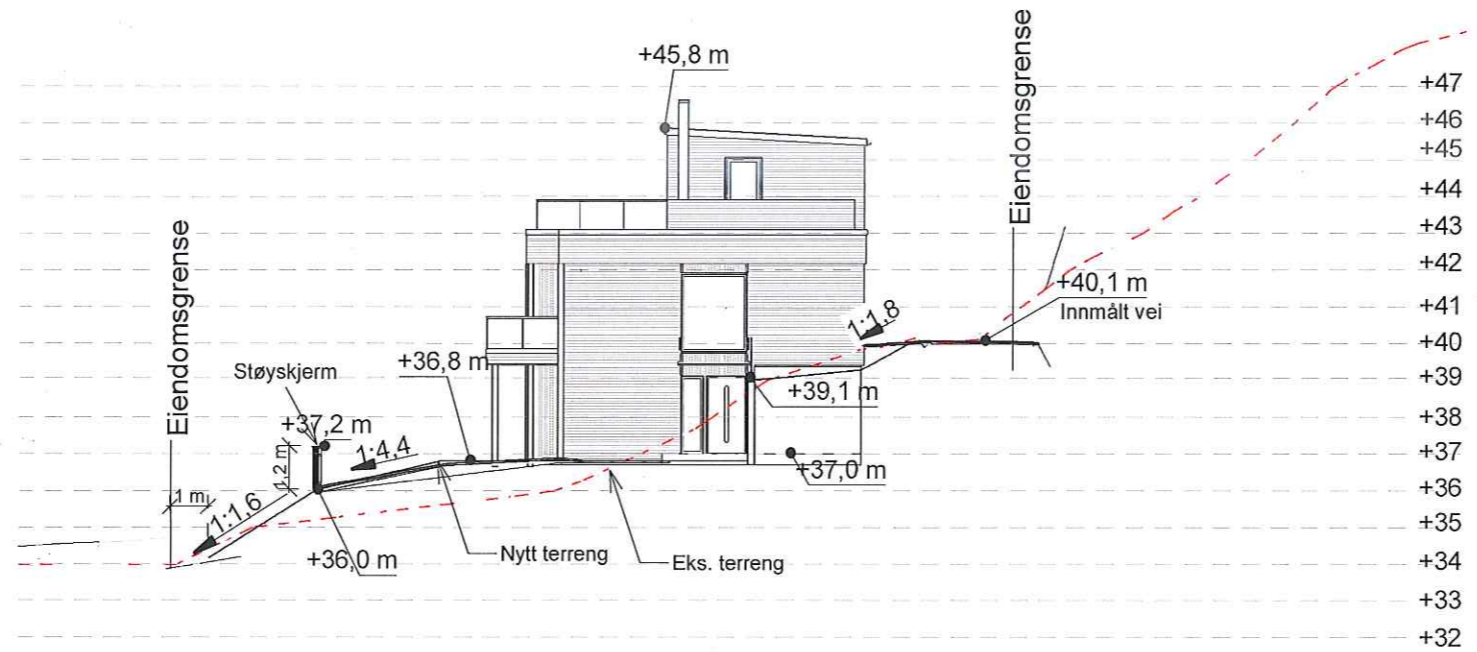 +45,8 m
Eiendomsgrense
+47
+46
+45
+44
+43
+42
+41
+40
+39
+38
+37
+36
+35
+34
+33
+32
Eiendomsgrense
+40,1 m
Innmålt vei
1:1,8
+39,1 m
+37,0 m
+36,8 m
Støyskjerm
+37,2 m
1:4,4
1,2 m
1 m
1:1,6
+36,0 m
Nytt terreng
Eks. terreng